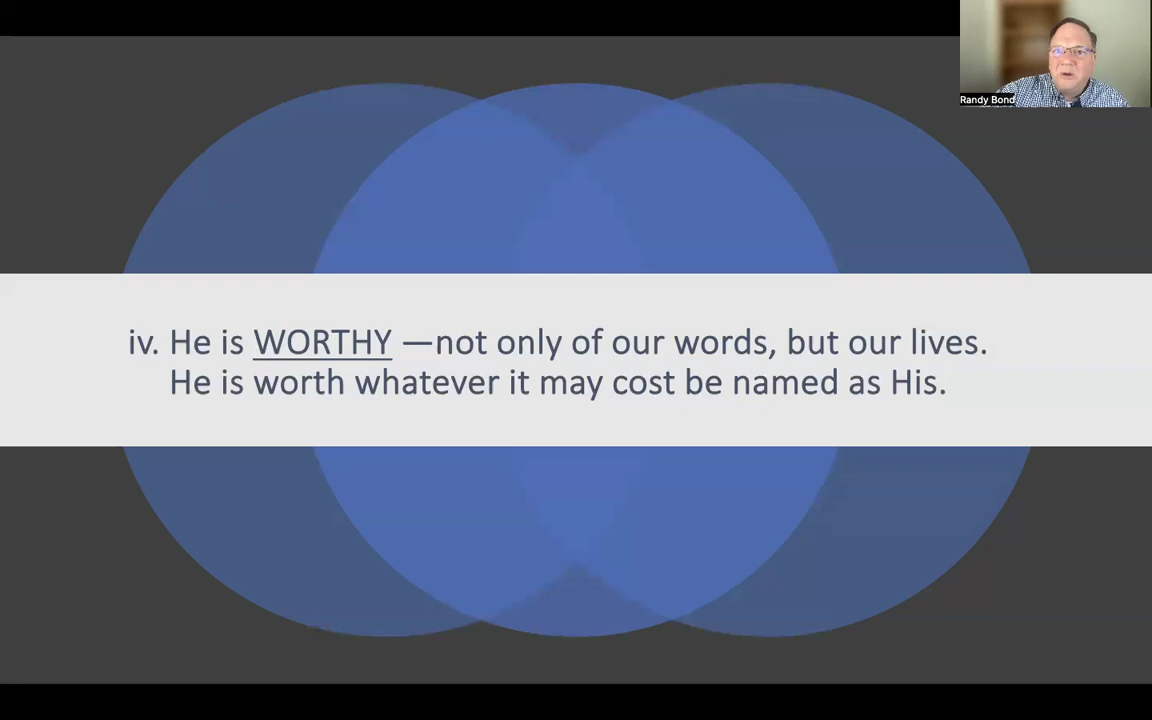 Randy Bond
iv. He is WORTHY —not only of our words, but our lives.
He is worth whatever it may cost be named as His.